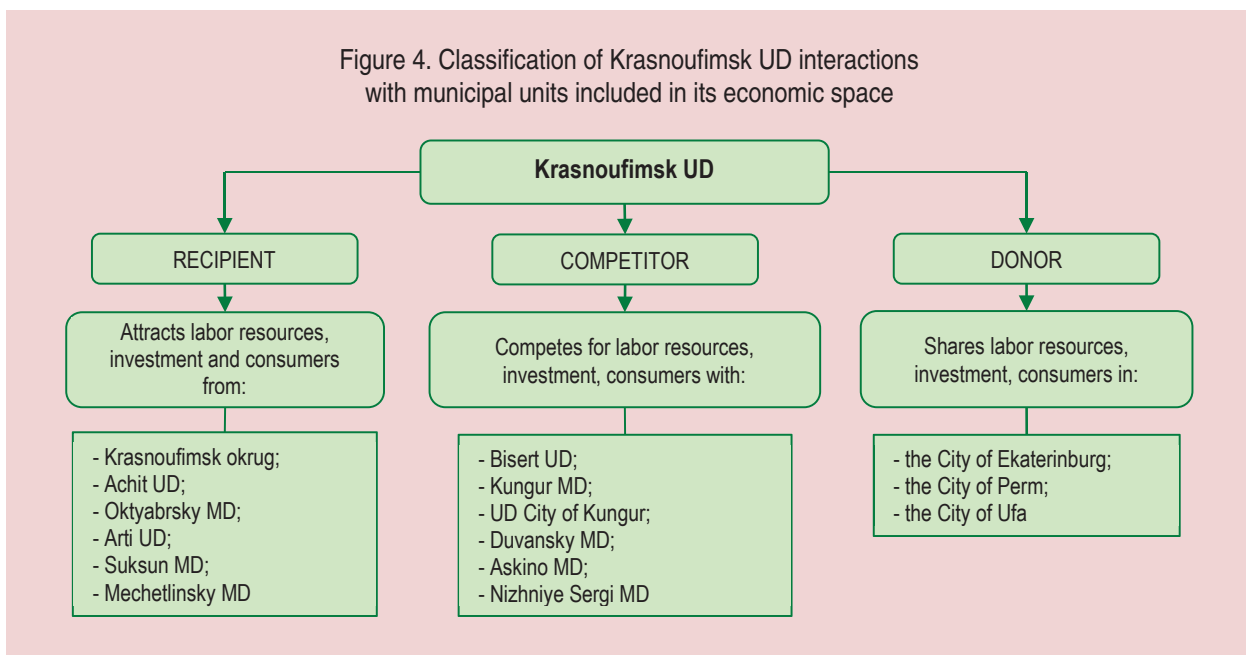 Figure 4. Classification of Krasnoufimsk UD interactions
with municipal units included in its economic space
Krasnoufimsk UD
RECIPIENT
Attracts labor resources,
investment and consumers
from:
- Krasnoufimsk okrug;
- Achit UD;
- Oktyabrsky MD;
- Arti UD;
- Suksun MD;
- Mechetlinsky MD
COMPETITOR
Competes for labor resources,
investment, consumers with:
- Bisert UD;
- Kungur MD;
- UD City of Kungur;
- Duvansky MD;
- Askino MD;
- Nizhniye Sergi MD
DONOR
Shares labor resources,
investment, consumers in:
- the City of Ekaterinburg;
- the City of Perm;
- the City of Ufa